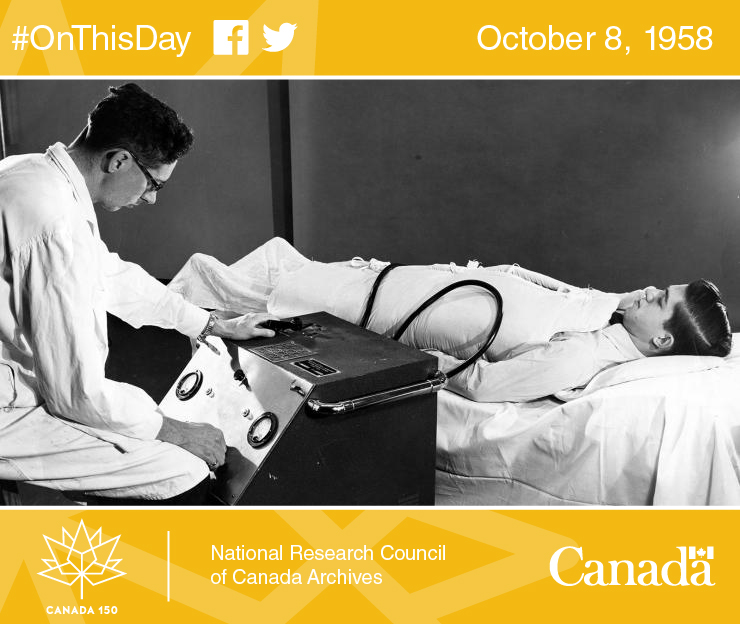 #OnThisDay
October 8, 1958
National Research Council
of Canada Archives
CANADA 150
Canada